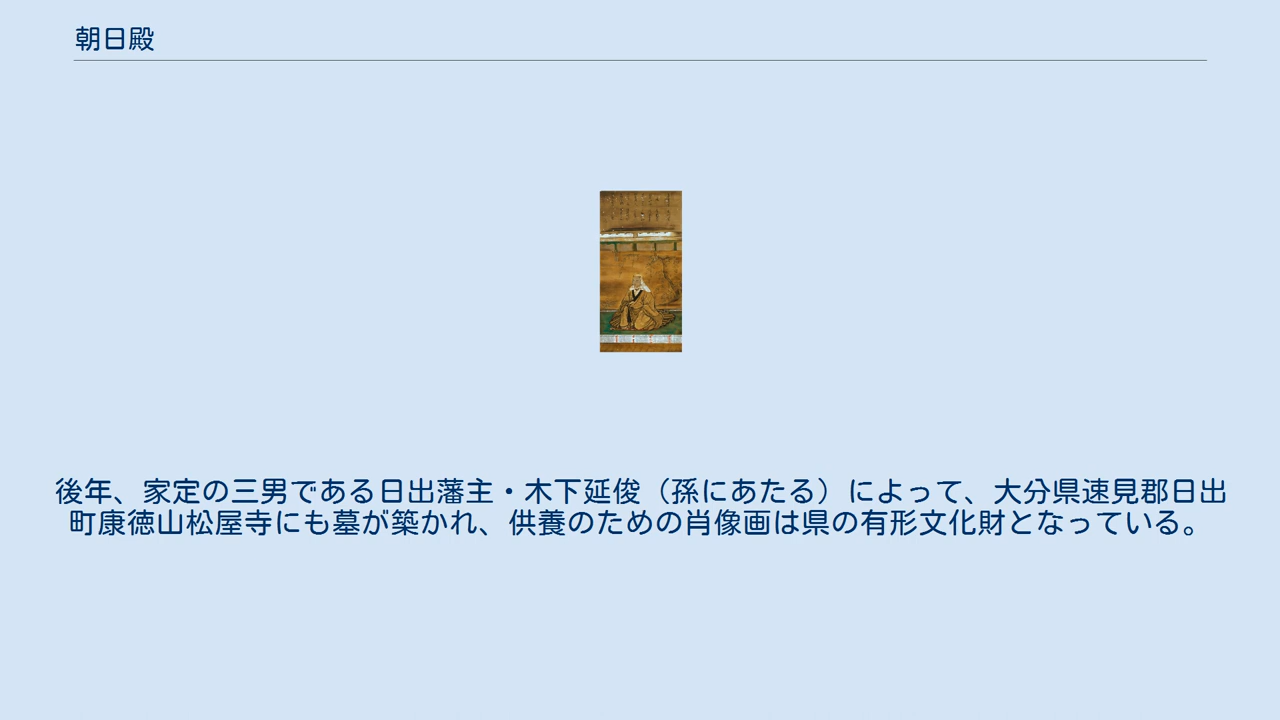 朝日殿
後年、家定の三男である日出藩主・木下延俊（孫にあたる）によって、大分県速見郡日出
町康徳山松屋寺にも墓が築かれ、供養のための肖像画は県の有形文化財となっている。